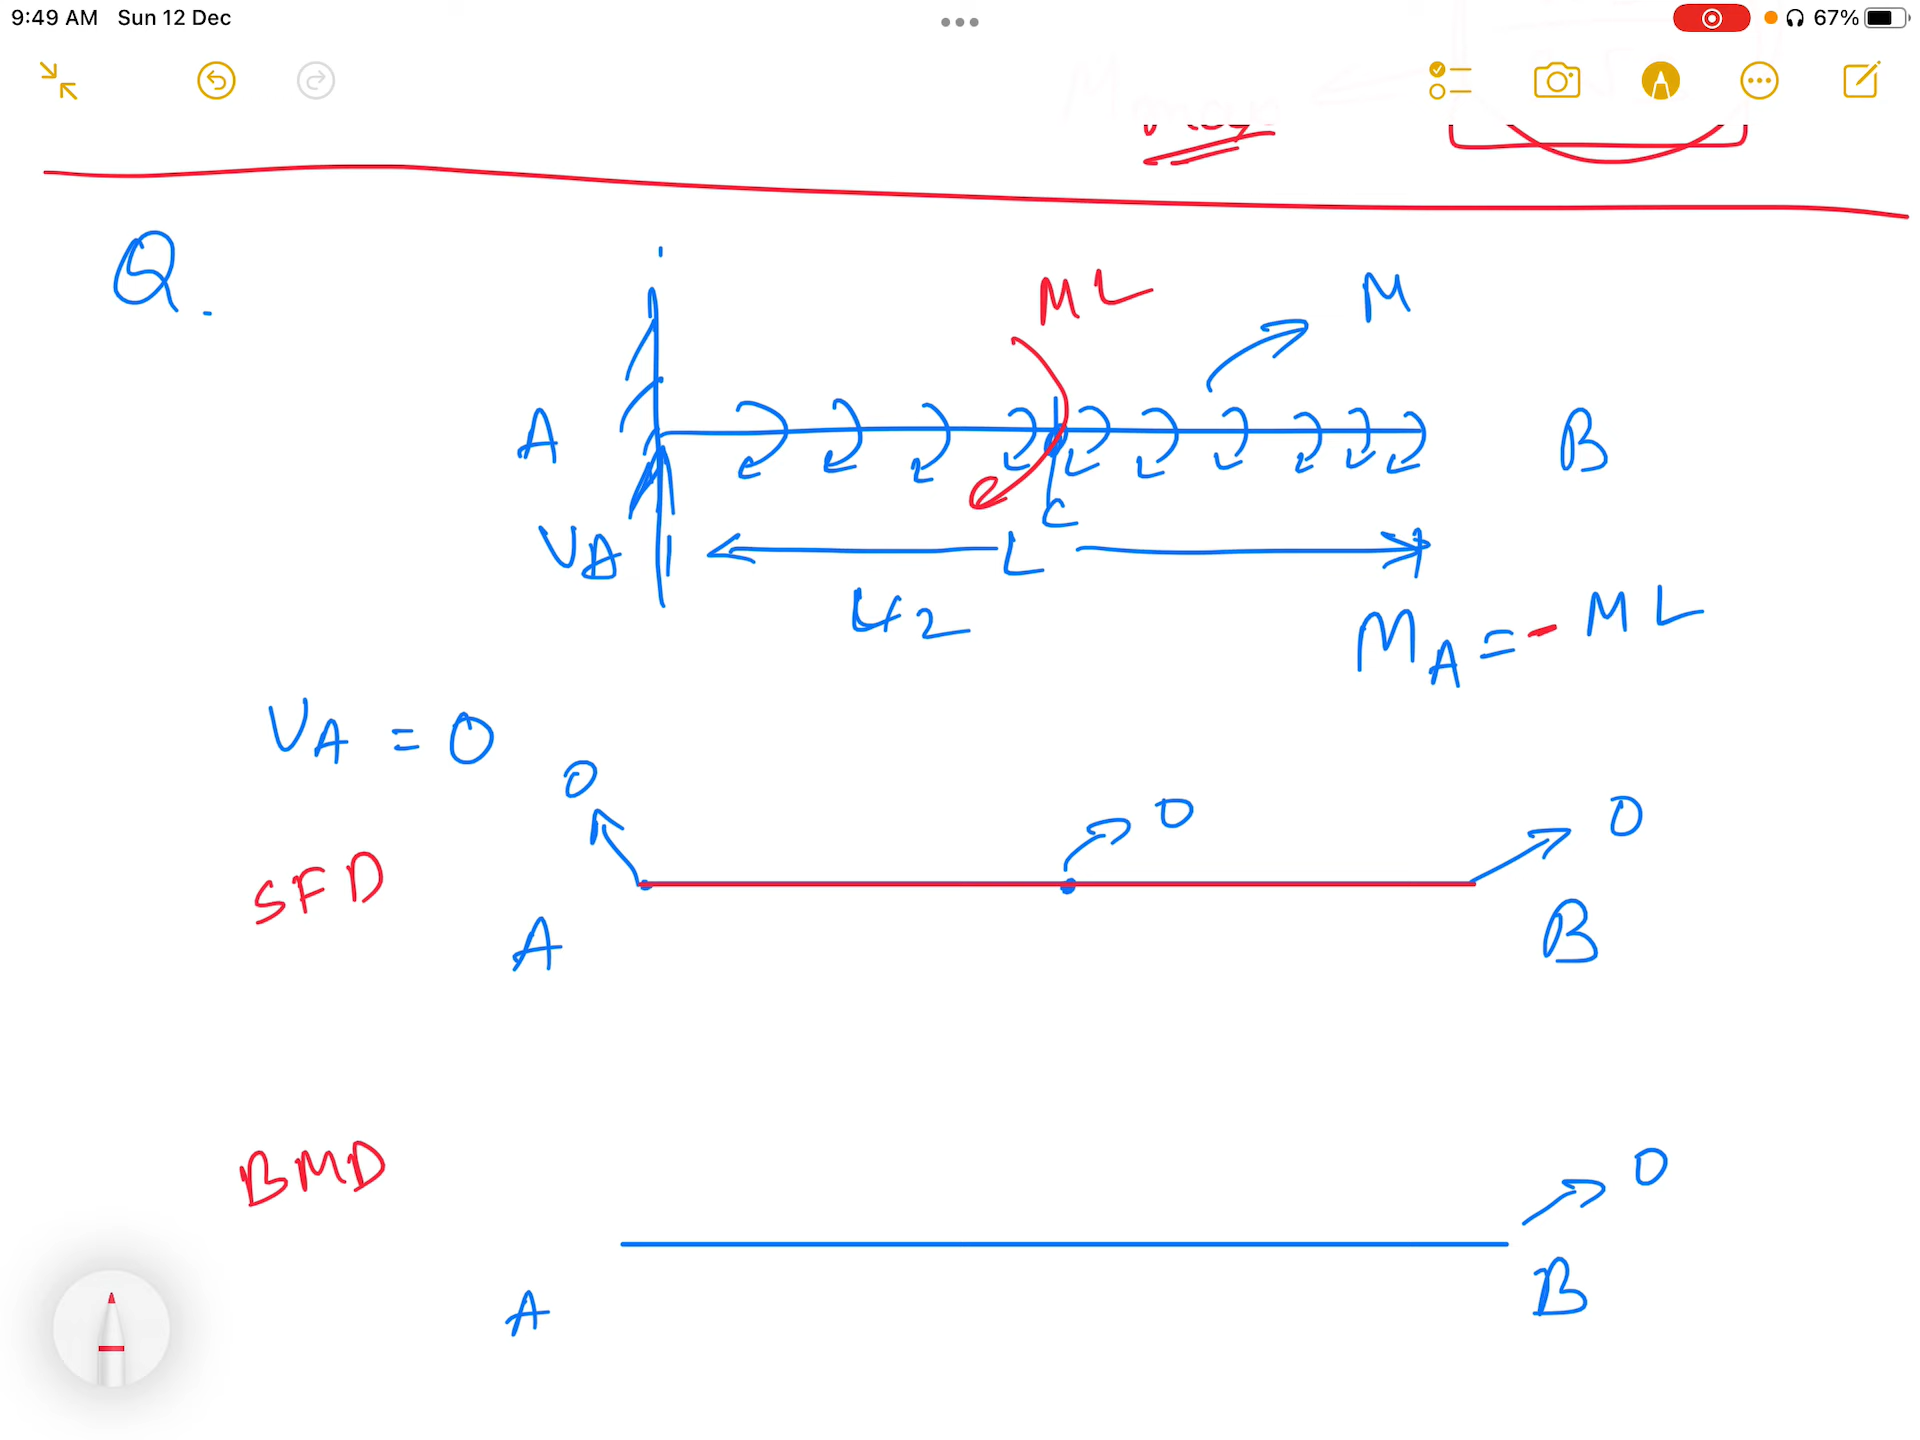 9:49 AM Sun 12 Dec
67%
Q.
ML
M
A
B
C
VA
L
L/2
MA = - ML
VA = 0
0
0
0
SFD
A
B
BMD
0
A
B